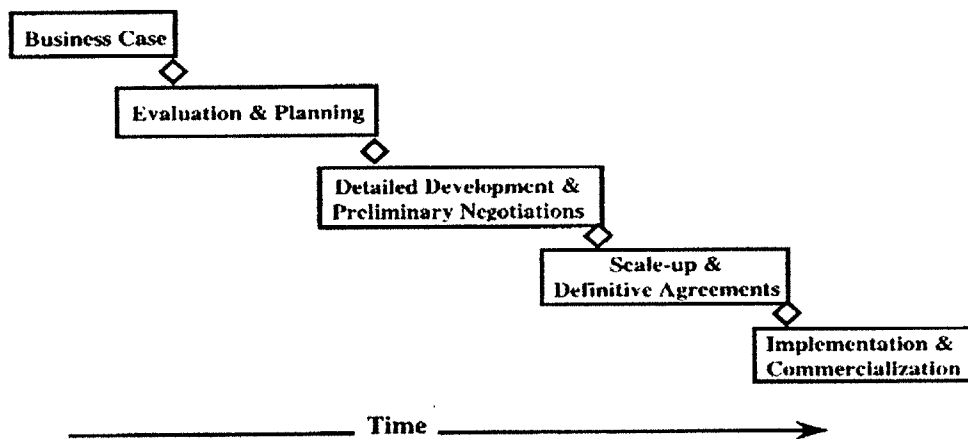 Business Case
Evaluation & Planning
Detailed Development &
Preliminary Negotiations
Scale-up &
Definitive Agreements
Implementation &
Commercialization
Time